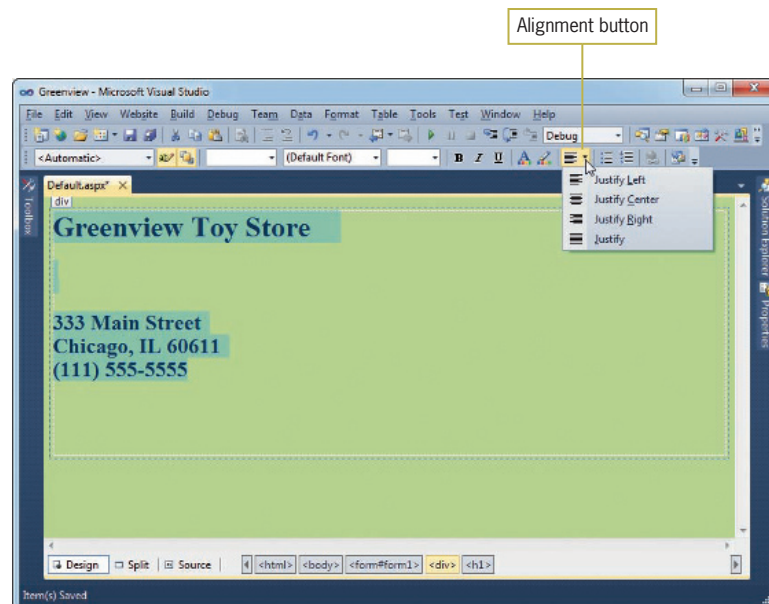 Alignment button
Greenview - Microsoft Visual Studio
File Edit View Website Build Debug Team Data Format Table Tools Test Window Help
Debug
<Automatic> (Default Font) B I U A
Default.aspx* X
Justify Left
Justify Center
Justify Right
Justify
Toolbox
Solution Explorer
Properties
div
Greenview Toy Store
333 Main Street
Chicago, IL 60611
(111) 555-5555
Design Split Source <html> <body> <form#form1> <div> <h1>
Item(s) Saved